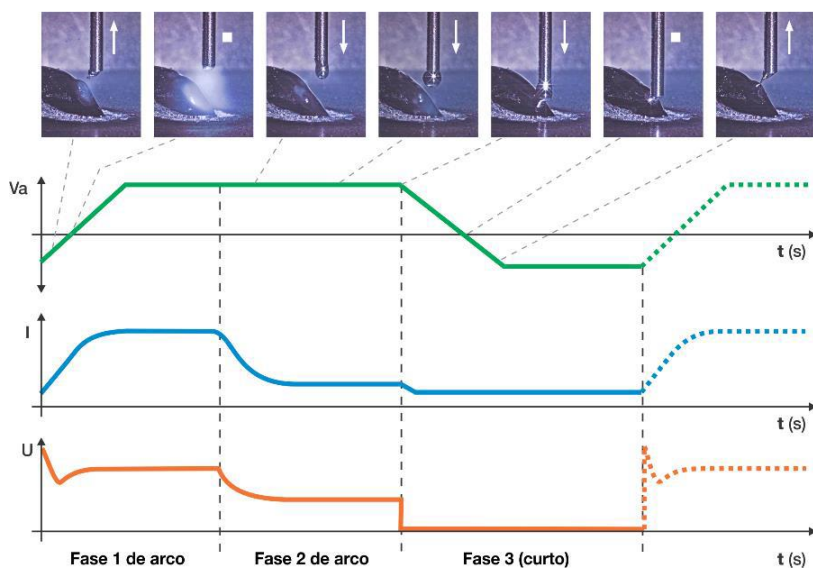 Va
t (s)
I
t (s)
U
Fase 1 de arco
Fase 2 de arco
Fase 3 (curto)
t (s)